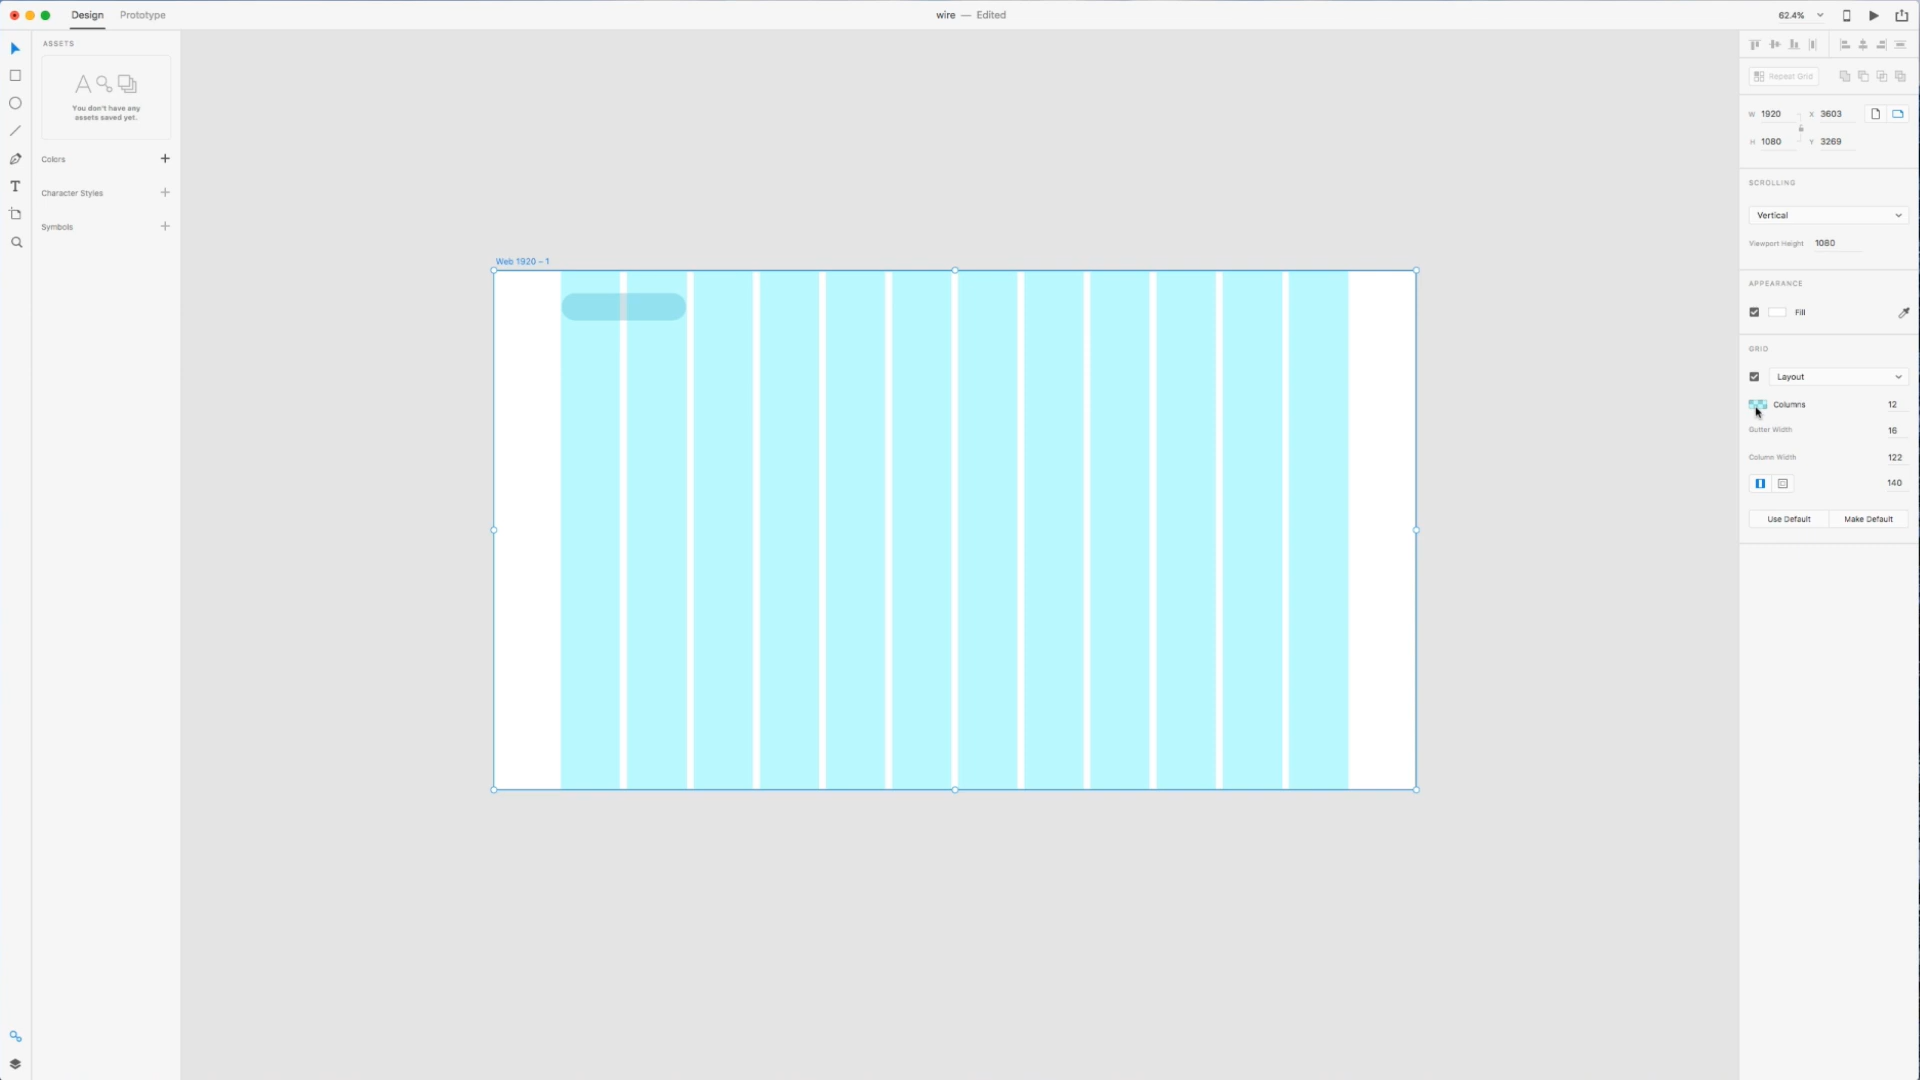 Design
Prototype
wire — Edited
62.4%
ASSETS
You don't have any
assets saved yet.
Colors
Character Styles
Symbols
Web 1920 – 1
Repeat Grid
W 1920
X 3603
H 1080
Y 3269
SCROLLING
Vertical
Viewport Height 1080
APPEARANCE
Fill
GRID
Layout
Columns 12
Gutter Width 16
Column Width 122
140
Use Default
Make Default